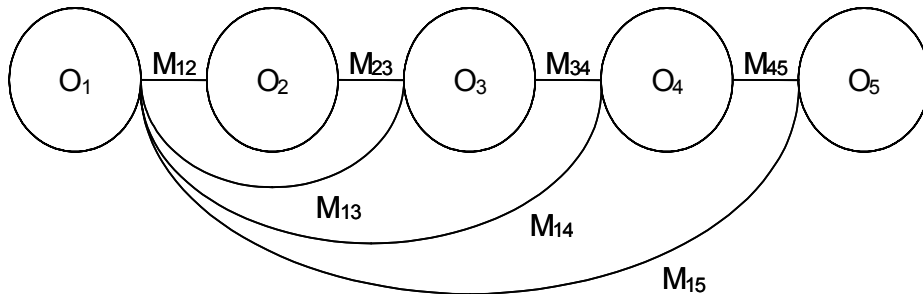 M₁₂ M₂₃ M₃₄ M₄₅
O₁ O₂ O₃ O₄ O₅
M₁₃
M₁₄
M₁₅